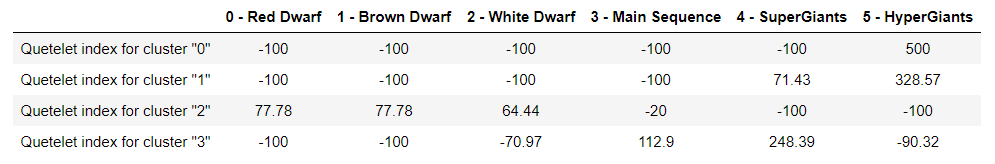 0 - Red Dwarf 1 - Brown Dwarf 2 - White Dwarf 3 - Main Sequence 4 - SuperGiants 5 - HyperGiants
Quetelet index for cluster "0" -100 -100 -100 -100 -100 500
Quetelet index for cluster "1" -100 -100 -100 -100 71.43 328.57
Quetelet index for cluster "2" 77.78 77.78 64.44 -20 -100 -100
Quetelet index for cluster "3" -100 -100 -70.97 112.9 248.39 -90.32